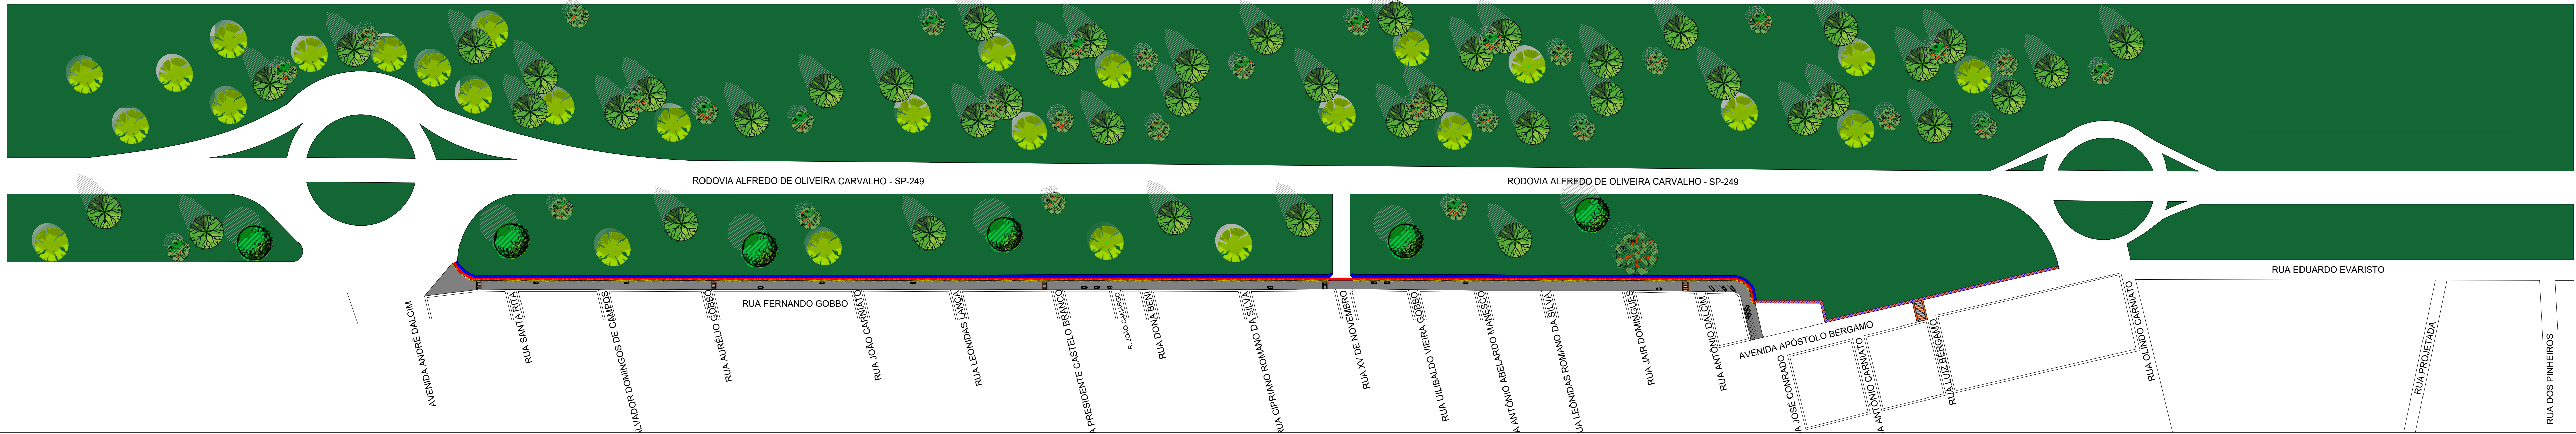 RODOVIA ALFREDO DE OLIVEIRA CARVALHO - SP-249
RODOVIA ALFREDO DE OLIVEIRA CARVALHO - SP-249
RUA EDUARDO EVARISTO
RUA FERNANDO GOBBO
AVENIDA ANDRÉ DALCIM
RUA SANTA RITA
LVADOR DOMINGOS DE CAMPOS
RUA AURÉLIO GOBBO
RUA JOÃO CARNIATO
RUA LEONIDAS LANÇA
A PRESIDENTE CASTELO BRANCO
R. JOÃO CAMARGO
RUA DONA BENI
RUA CIPRIANO ROMANO DA SILVA
RUA XV DE NOVEMBRO
RUA UILIBALDO VIEIRA GOBBO
A ANTÔNIO ABELARDO MANESCO
UA LEÔNIDAS ROMANO DA SILVA
RUA JAIR DOMINGUES
RUA ANTÔNIO DALCIM
AVENIDA APÓSTOLO BERGAMO
A JOSÉ CONRADO
A ANTÔNIO CARNIATO
RUA LUIZ BERGAMO
RUA OLINDO CARNIATO
RUA PROJETADA
RUA DOS PINHEIROS